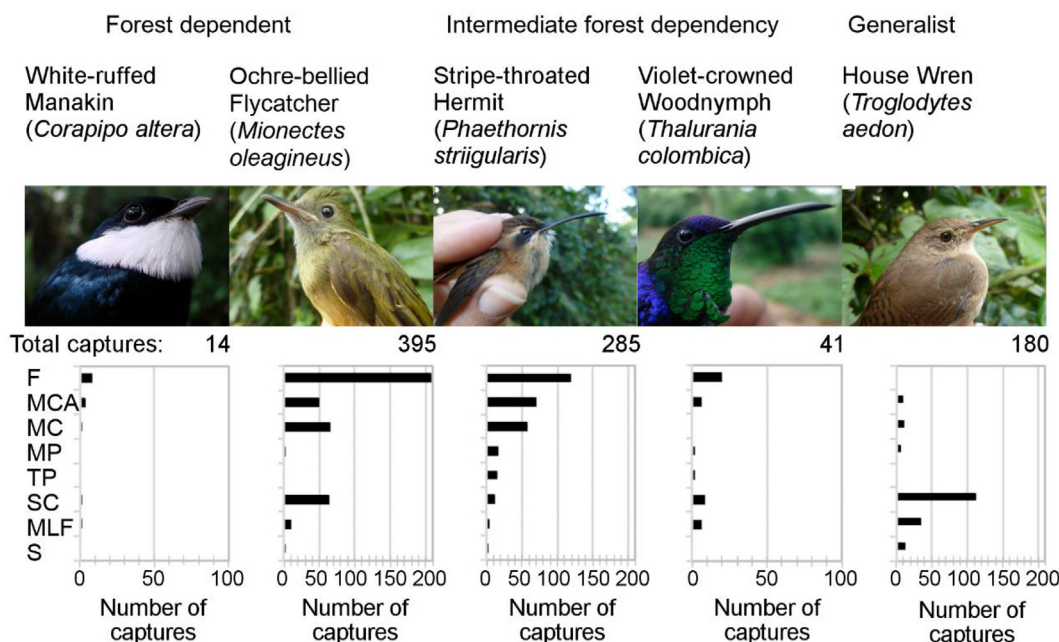 Forest dependent Intermediate forest dependency Generalist
White-ruffed Manakin (Corapipo altera)
Ochre-bellied Flycatcher (Mionectes oleagineus)
Stripe-throated Hermit (Phaethornis striigularis)
Violet-crowned Woodnymph (Thalurania colombica)
House Wren (Troglodytes aedon)
Total captures: 14 395 285 41 180
F
MCA
MC
MP
TP
SC
MLF
S
0 50 100
0 50 100 150 200
0 50 100 150 200
0 50 100
0 50 100 150 200
Number of captures
Number of captures
Number of captures
Number of captures
Number of captures